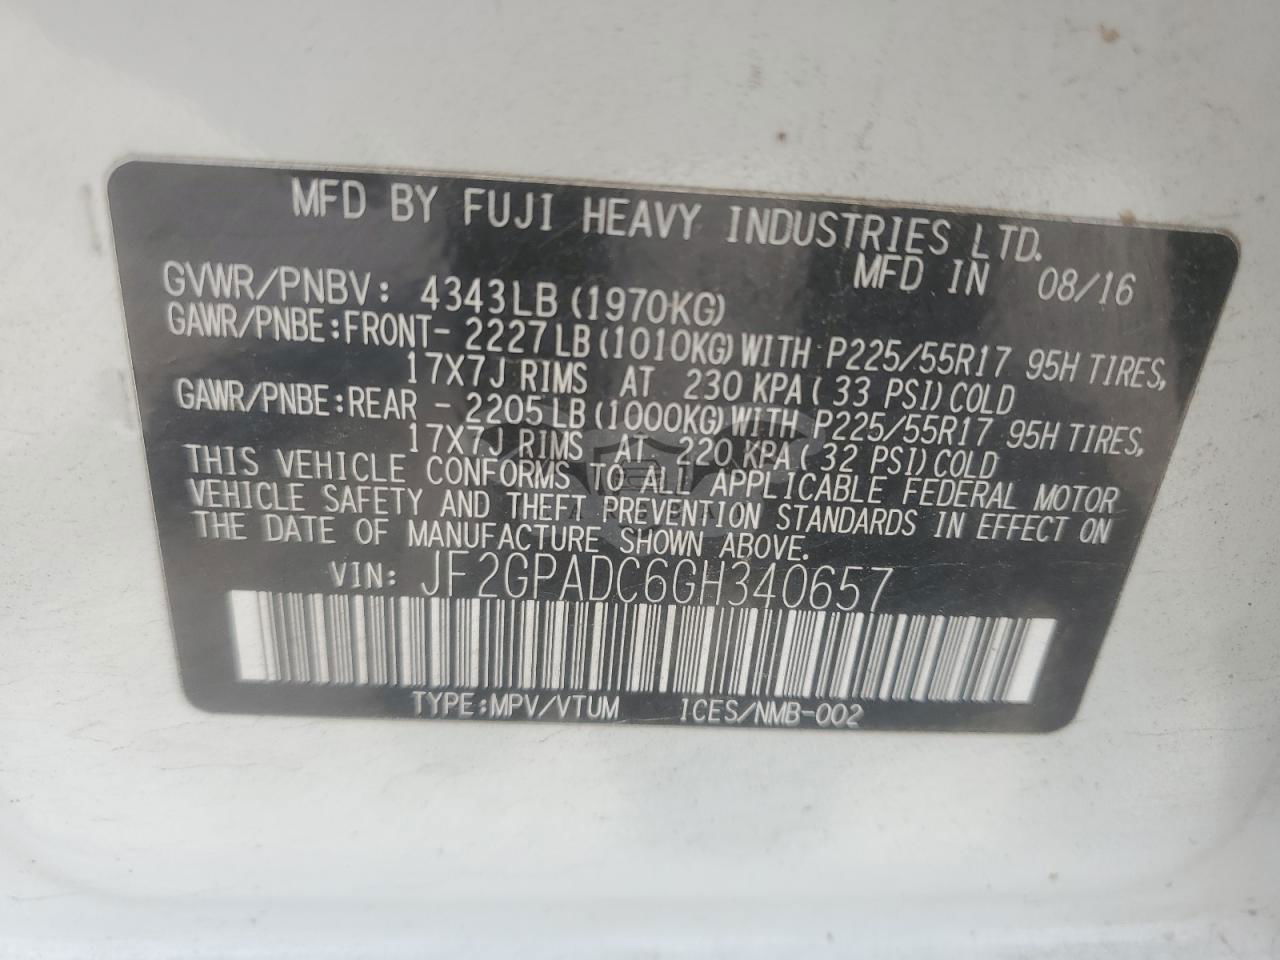 MFD BY FUJI HEAVY INDUSTRIES LTD.
MFD IN 08/16
GVWR/PNBV: 4343LB (1970KG)
GAWR/PNBE:FRONT- 2227LB (1010KG) WITH P225/55R17 95H TIRES,
17X7J RIMS AT 230 KPA ( 33 PSI) COLD
GAWR/PNBE:REAR - 2205LB (1000KG) WITH P225/55R17 95H TIRES,
17X7J RIMS AT 220 KPA ( 32 PSI) COLD
THIS VEHICLE CONFORMS TO ALL APPLICABLE FEDERAL MOTOR
VEHICLE SAFETY AND THEFT PREVENTION STANDARDS IN EFFECT ON
THE DATE OF MANUFACTURE SHOWN ABOVE.
VIN: JF2GPADC6GH340657
TYPE:MPV/VTUM ICES/NMB-002